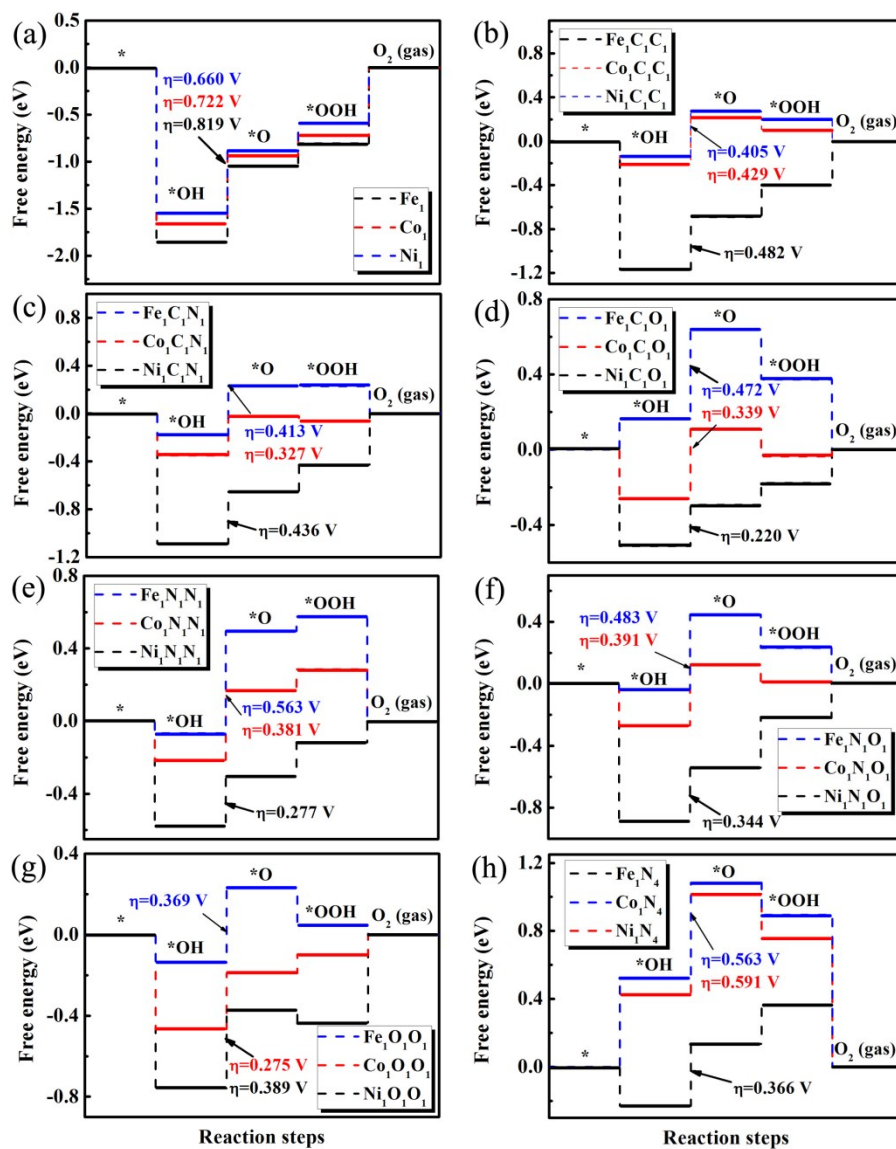 (a)
0.5
0.0
-0.5
-1.0
-1.5
-2.0
Free energy (eV)
*
η=0.660 V
η=0.722 V
η=0.819 V
*OH
*O
*OOH
O₂ (gas)
Fe₁
Co₁
Ni₁
(b)
0.8
0.4
0.0
-0.4
-0.8
-1.2
Free energy (eV)
Fe₁C₁C₁
Co₁C₁C₁
Ni₁C₁C₁
*
*OH
*O
*OOH
O₂ (gas)
η=0.405 V
η=0.429 V
η=0.482 V
(c)
0.8
0.4
0.0
-0.4
-0.8
-1.2
Free energy (eV)
Fe₁C₁N₁
Co₁C₁N₁
Ni₁C₁N₁
*
*OH
*O
*OOH
O₂ (gas)
η=0.413 V
η=0.327 V
η=0.436 V
(d)
0.8
0.4
0.0
-0.4
Free energy (eV)
Fe₁C₁O₁
Co₁C₁O₁
Ni₁C₁O₁
*
*OH
*O
*OOH
O₂ (gas)
η=0.472 V
η=0.339 V
η=0.220 V
(e)
0.8
0.4
0.0
-0.4
Free energy (eV)
Fe₁N₁N₁
Co₁N₁N₁
Ni₁N₁N₁
*
*OH
*O
*OOH
O₂ (gas)
η=0.563 V
η=0.381 V
η=0.277 V
(f)
0.4
0.0
-0.4
-0.8
Free energy (eV)
η=0.483 V
η=0.391 V
*
*OH
*O
*OOH
O₂ (gas)
Fe₁N₁O₁
Co₁N₁O₁
Ni₁N₁O₁
η=0.344 V
(g)
0.4
0.0
-0.4
-0.8
Free energy (eV)
η=0.369 V
*
*OH
*O
*OOH
O₂ (gas)
η=0.275 V
η=0.389 V
Fe₁O₁O₁
Co₁O₁O₁
Ni₁O₁O₁
Reaction steps
(h)
1.2
0.8
0.4
0.0
Free energy (eV)
Fe₁N₄
Co₁N₄
Ni₁N₄
*
*OH
*O
*OOH
O₂ (gas)
η=0.563 V
η=0.591 V
η=0.366 V
Reaction steps